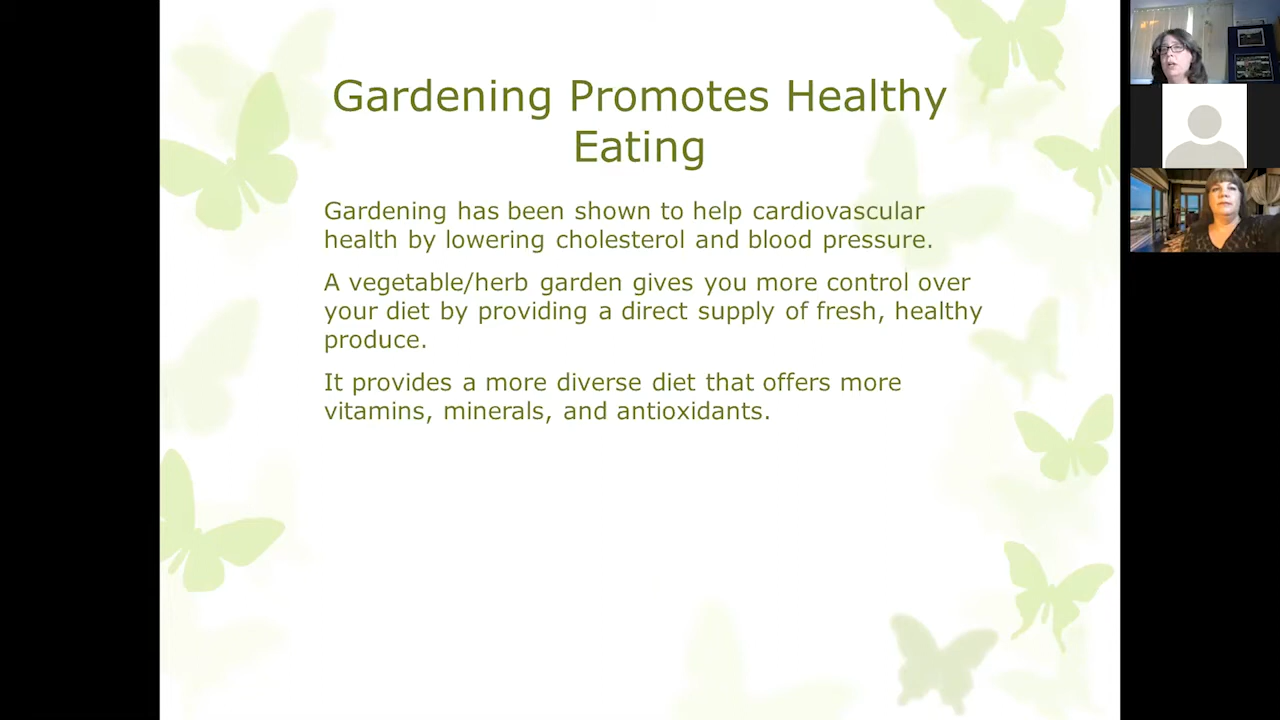 Gardening Promotes Healthy
Eating
Gardening has been shown to help cardiovascular
health by lowering cholesterol and blood pressure.
A vegetable/herb garden gives you more control over
your diet by providing a direct supply of fresh, healthy
produce.
It provides a more diverse diet that offers more
vitamins, minerals, and antioxidants.